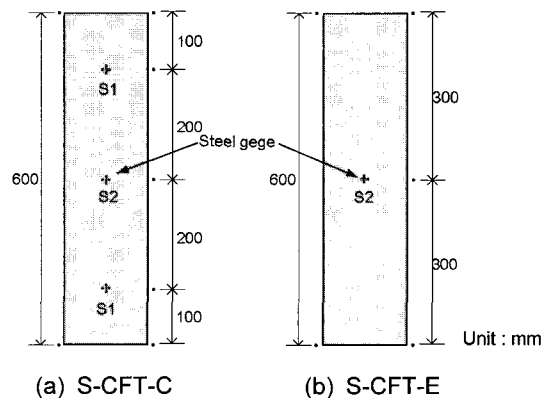 100
S1
200
Steel gege
600
S2
200
S1
100
(a) S-CFT-C
300
600
S2
300
Unit : mm
(b) S-CFT-E